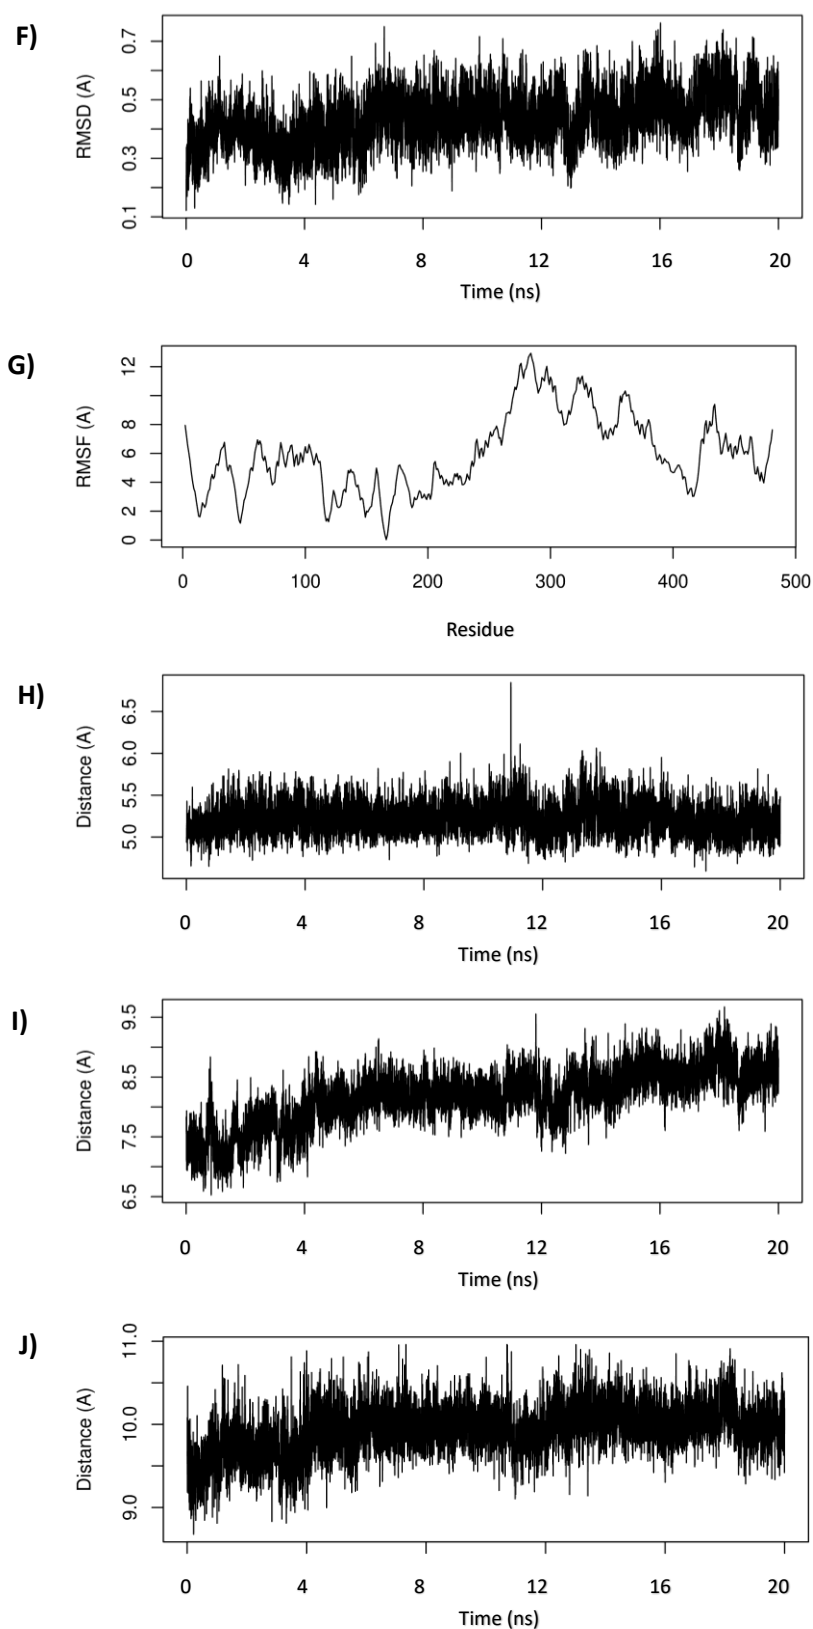 F)
RMSD (A)
0.7
0.5
0.3
0.1
0 4 8 12 16 20
Time (ns)
G)
RMSF (A)
12
8
6
4
2
0
0 100 200 300 400 500
Residue
H)
Distance (A)
6.5
6.0
5.5
5.0
0 4 8 12 16 20
Time (ns)
I)
Distance (A)
9.5
8.5
7.5
6.5
0 4 8 12 16 20
Time (ns)
J)
Distance (A)
11.0
10.0
9.0
0 4 8 12 16 20
Time (ns)